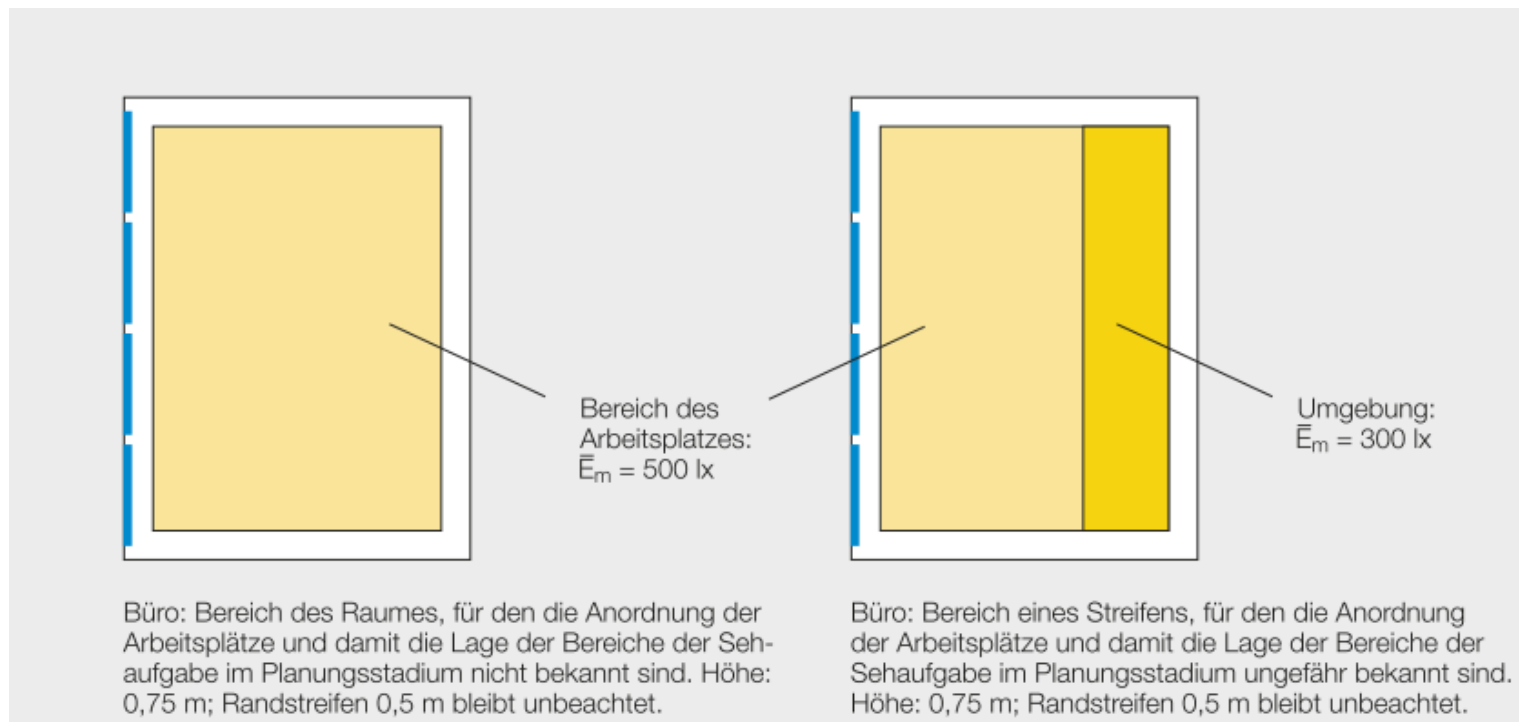 Bereich des
Arbeitsplatzes:
E̅m = 500 lx
Umgebung:
E̅m = 300 lx
Büro: Bereich des Raumes, für den die Anordnung der
Arbeitsplätze und damit die Lage der Bereiche der Seh-
aufgabe im Planungsstadium nicht bekannt sind. Höhe:
0,75 m; Randstreifen 0,5 m bleibt unbeachtet.
Büro: Bereich eines Streifens, für den die Anordnung
der Arbeitsplätze und damit die Lage der Bereiche der
Sehaufgabe im Planungsstadium ungefähr bekannt sind.
Höhe: 0,75 m; Randstreifen 0,5 m bleibt unbeachtet.